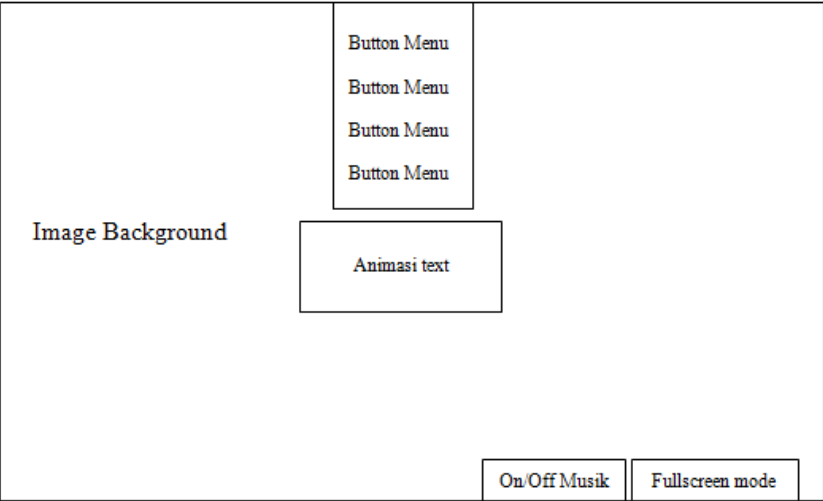 Button Menu
Button Menu
Button Menu
Button Menu
Image Background
Animasi text
On/Off Musik
Fullscreen mode